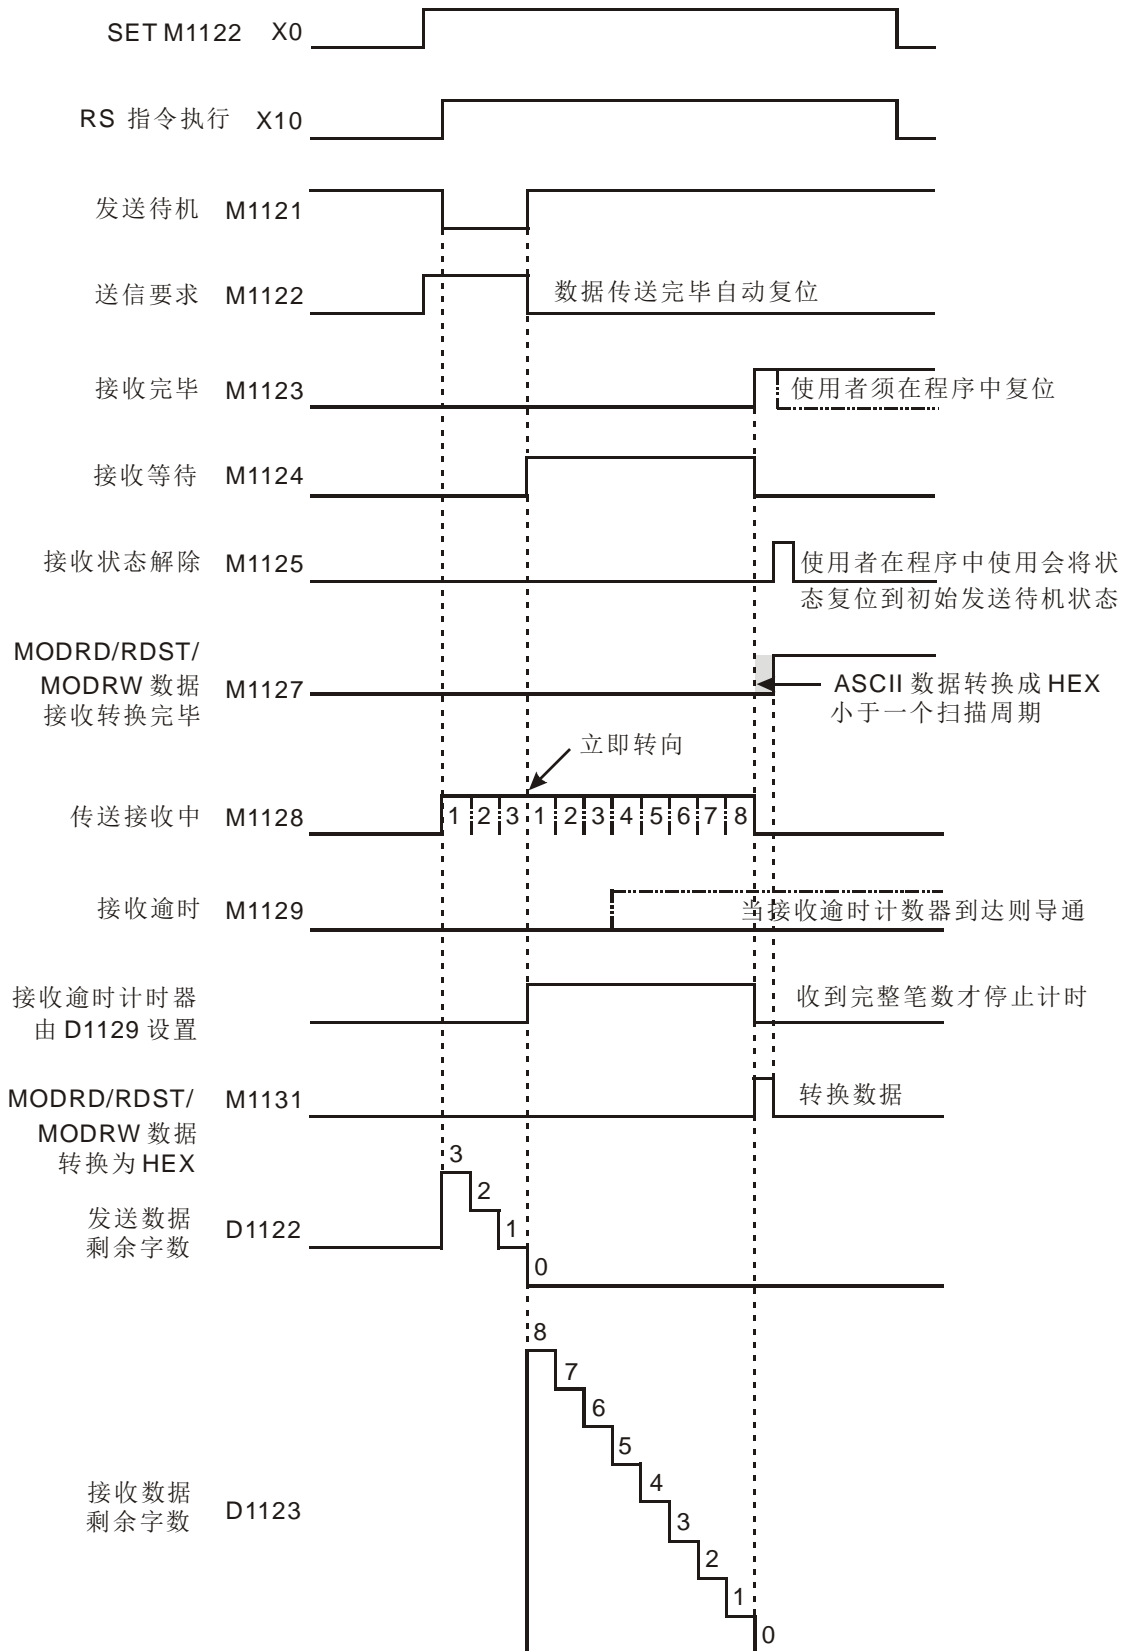 SET M1122 X0
RS 指令执行 X10
发送待机 M1121
送信要求 M1122
数据传送完毕自动复位
接收完毕 M1123
使用者须在程序中复位
接收等待 M1124
接收状态解除 M1125
使用者在程序中使用会将状
态复位到初始发送待机状态
MODRD/RDST/
MODRW 数据
接收转换完毕
M1127
ASCII 数据转换成 HEX
小于一个扫描周期
立即转向
传送接收中 M1128
1 2 3 1 2 3 4 5 6 7 8
接收逾时 M1129
当接收逾时计数器到达则导通
接收逾时计时器
由 D1129 设置
收到完整笔数才停止计时
MODRD/RDST/
MODRW 数据
转换为 HEX
M1131
转换数据
3
2
1
0
发送数据
剩余字数
D1122
8
7
6
5
4
3
2
1
0
接收数据
剩余字数
D1123